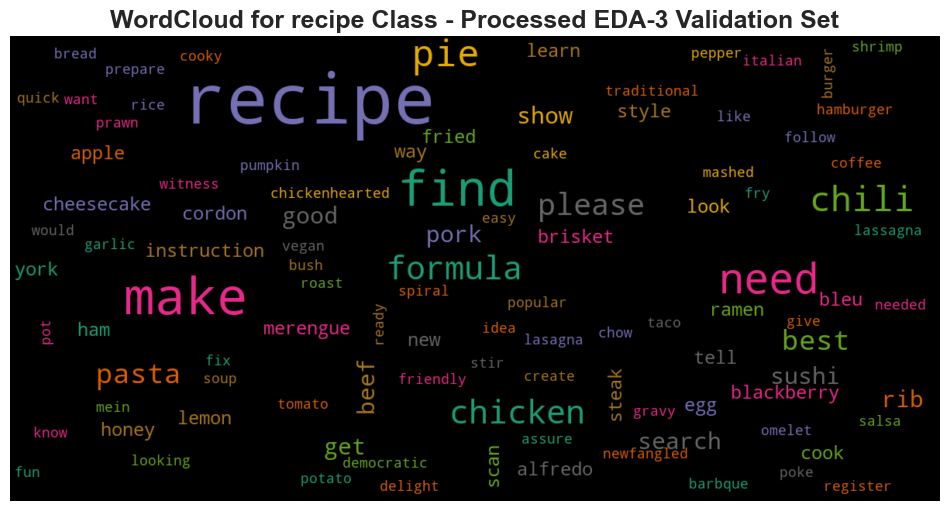 WordCloud for recipe Class - Processed EDA-3 Validation Set
bread
cooky
pie
learn
pepper
italian
burger
shrimp
prepare
quick
want
rice
recipe
show
traditional
style
like
hamburger
prawn
follow
fried
apple
way
cake
coffee
pumpkin
mashed
witness
find
chickenhearted
fry
chili
cheesecake
cordon
good
easy
please
look
would
garlic
instruction
vegan
pork
brisket
lassagna
york
bush
formula
roast
make
spiral
popular
need
bleu
needed
ramen
pot
ham
merengue
ready
new
idea
lasagna
chow
taco
give
best
fix
stir
tell
pasta
soup
beef
friendly
create
steak
sushi
blackberry
rib
mein
lemon
tomato
chicken
gravy
egg
salsa
know
honey
assure
search
omelet
get
cook
fun
looking
democratic
scan
alfredo
newfangled
poke
potato
delight
barbque
register